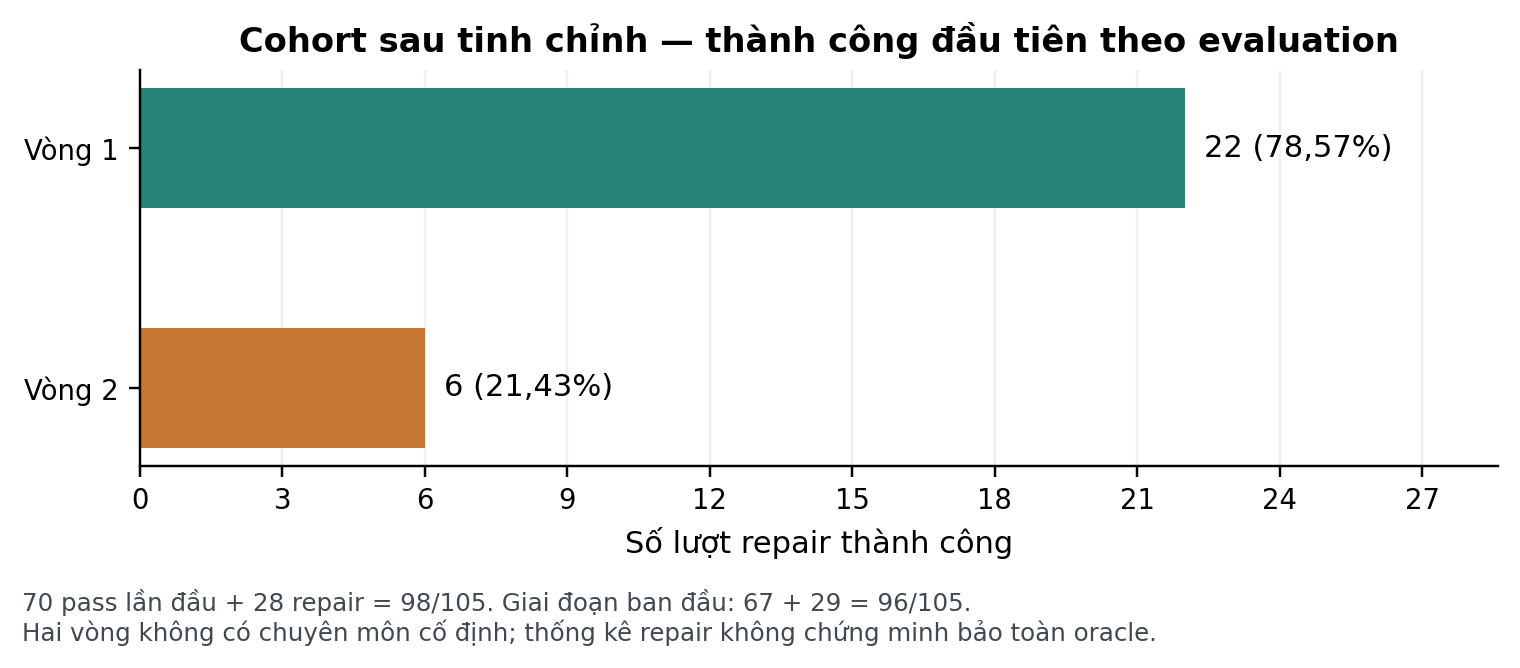 Cohort sau tinh chỉnh — thành công đầu tiên theo evaluation
Vòng 1
22 (78,57%)
Vòng 2
6 (21,43%)
0 3 6 9 12 15 18 21 24 27
Số lượt repair thành công
70 pass lần đầu + 28 repair = 98/105. Giai đoạn ban đầu: 67 + 29 = 96/105.
Hai vòng không có chuyên môn cố định; thống kê repair không chứng minh bảo toàn oracle.